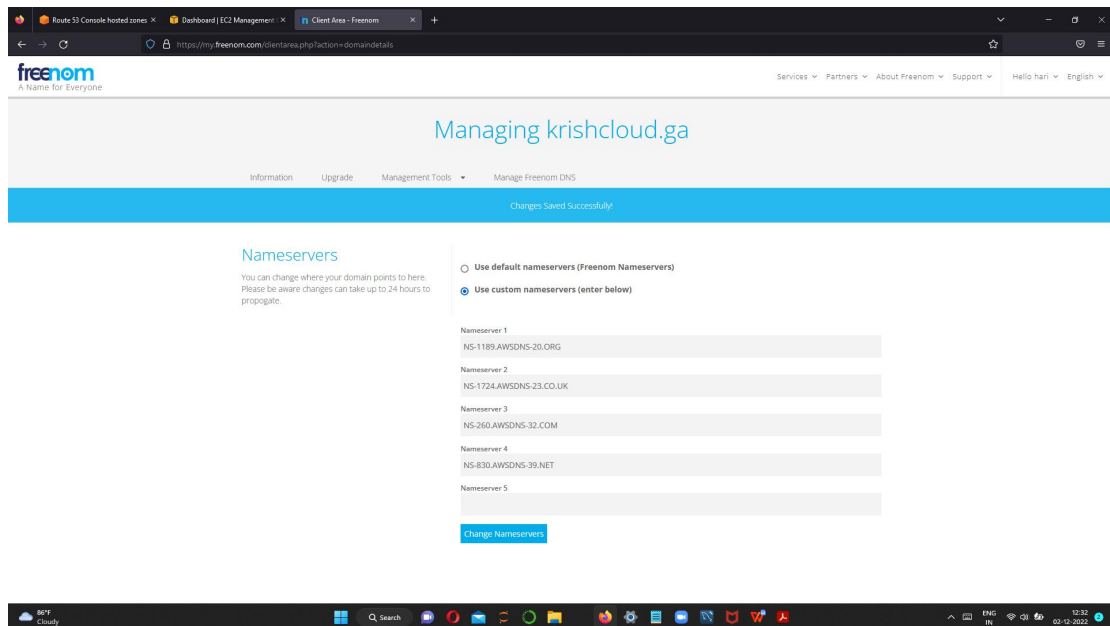 Route 53 Console hosted zones
Dashboard | EC2 Management
Client Area - Freenom
https://my.freenom.com/clientarea.php?action=domaindetails
freenom
A Name for Everyone
Services Partners About Freenom Support Hello hari English
Managing krishcloud.ga
Information Upgrade Management Tools Manage Freenom DNS
Changes Saved Successfully!
Nameservers
You can change where your domain points to here.
Please be aware changes can take up to 24 hours to
propogate.
Use default nameservers (Freenom Nameservers)
Use custom nameservers (enter below)
Nameserver 1
NS-1189.AWSDNS-20.ORG
Nameserver 2
NS-1724.AWSDNS-23.CO.UK
Nameserver 3
NS-260.AWSDNS-32.COM
Nameserver 4
NS-830.AWSDNS-39.NET
Nameserver 5
Change Nameservers
86°F
Cloudy
Search
ENG
IN
12:32
02-12-2022